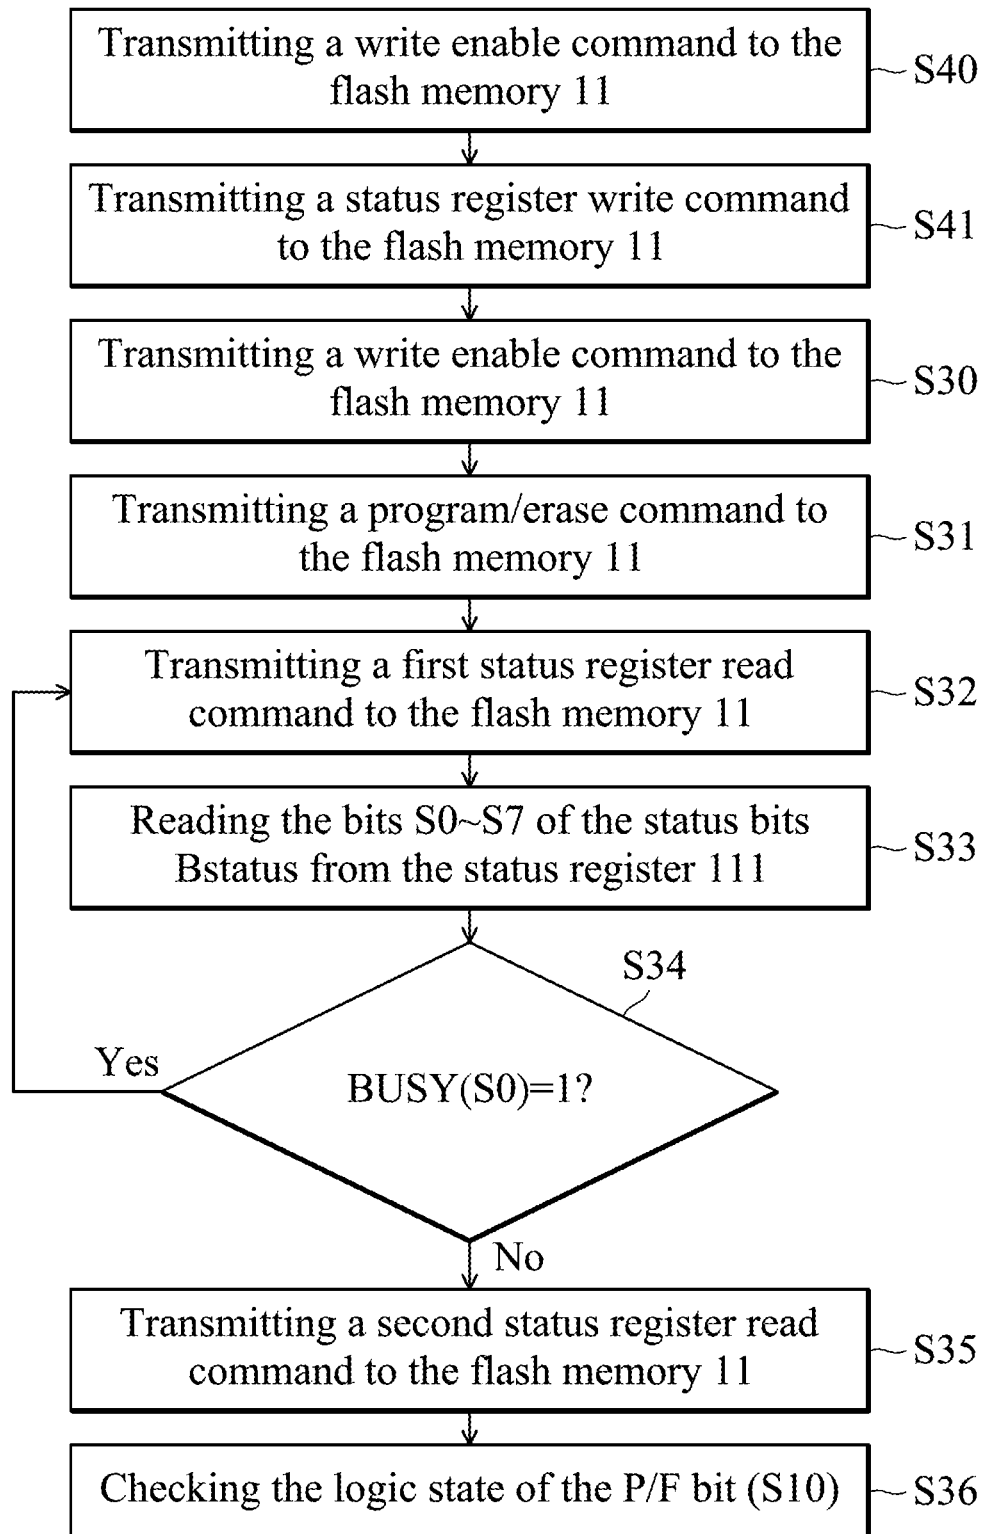 Transmitting a write enable command to the
flash memory 11
S40
Transmitting a status register write command
to the flash memory 11
S41
Transmitting a write enable command to the
flash memory 11
S30
Transmitting a program/erase command to
the flash memory 11
S31
Transmitting a first status register read
command to the flash memory 11
S32
Reading the bits S0~S7 of the status bits
Bstatus from the status register 111
S33
S34
Yes
BUSY(S0)=1?
No
Transmitting a second status register read
command to the flash memory 11
S35
Checking the logic state of the P/F bit (S10)
S36